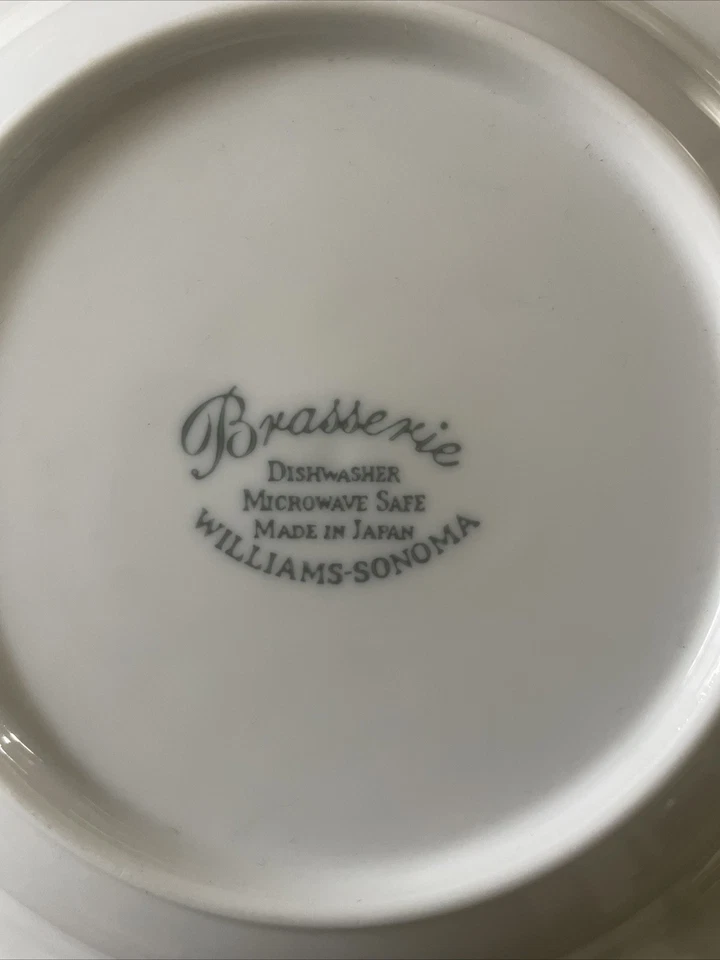 Brasserie
DISHWASHER
MICROWAVE SAFE
MADE IN JAPAN
WILLIAMS-SONOMA